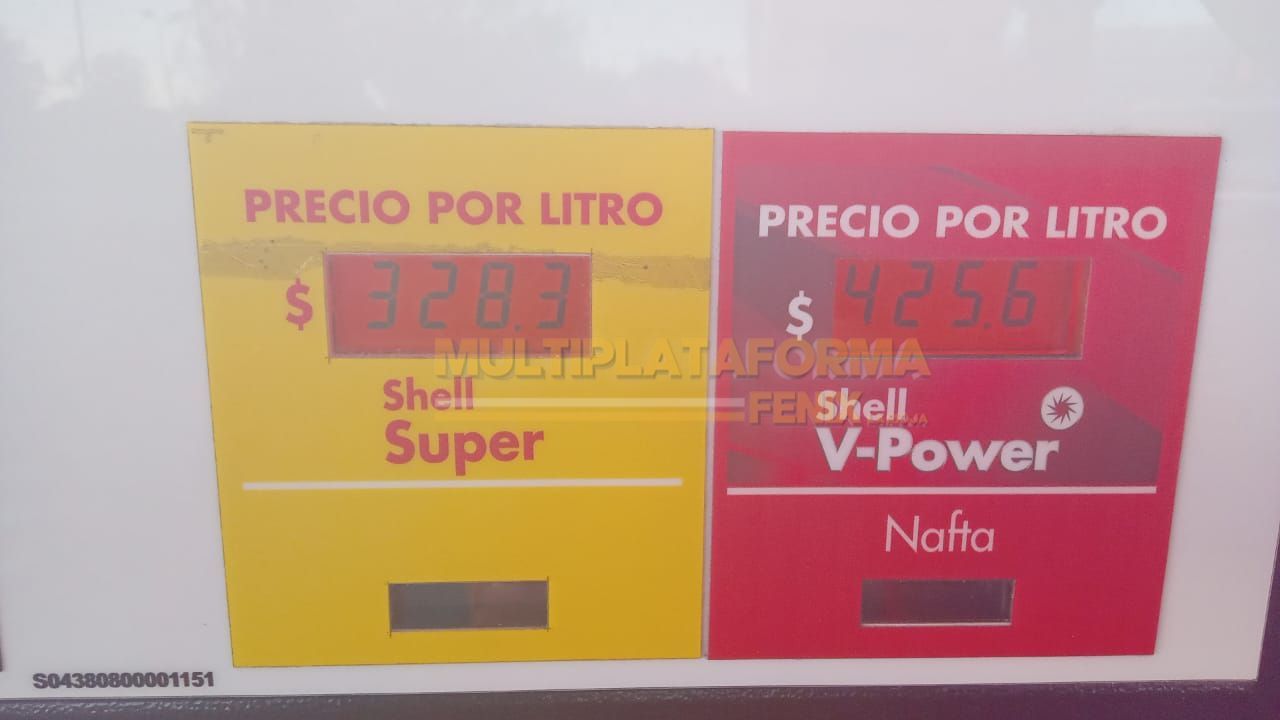 PRECIO POR LITRO
$ 328.3
Shell
Super
PRECIO POR LITRO
$ 425.6
Shell
V-Power
Nafta
MULTIPLATAFORMA
FENIX
S04380800001151